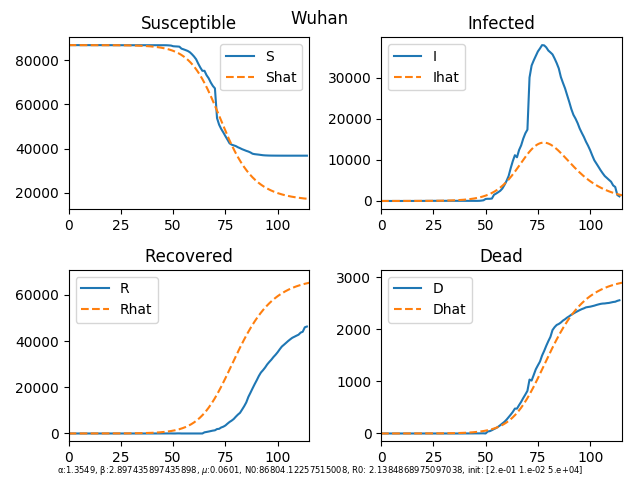 Wuhan
Susceptible
80000
60000
40000
20000
0 25 50 75 100
S
Shat
Infected
30000
20000
10000
0
0 25 50 75 100
I
Ihat
Recovered
60000
40000
20000
0
0 25 50 75 100
R
Rhat
Dead
3000
2000
1000
0
0 25 50 75 100
D
Dhat
α:1.3549, β:2.897435897435898, μ:0.0601, N0:86804.12257515008, R0: 2.1384868975097038, init: [2.e-01 1.e-02 5.e+04]